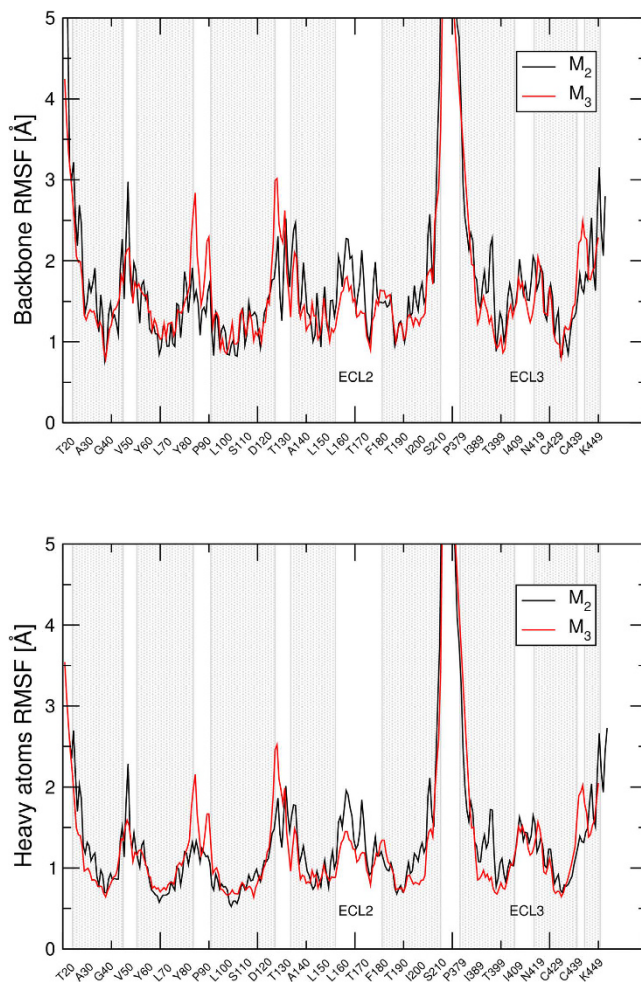 5
4
3
2
1
0
Backbone RMSF [Å]
M2
M3
ECL2
ECL3
T20 A30 G40 V50 Y60 L70 Y80 P90 L100 S110 D120 T130 A140 L150 L160 T170 F180 T190 I200 S210 P379 I389 T399 I409 N419 C429 C439 K449
5
4
3
2
1
0
Heavy atoms RMSF [Å]
M2
M3
ECL2
ECL3
T20 A30 G40 V50 Y60 L70 Y80 P90 L100 S110 D120 T130 A140 L150 L160 T170 F180 T190 I200 S210 P379 I389 T399 I409 N419 C429 C439 K449